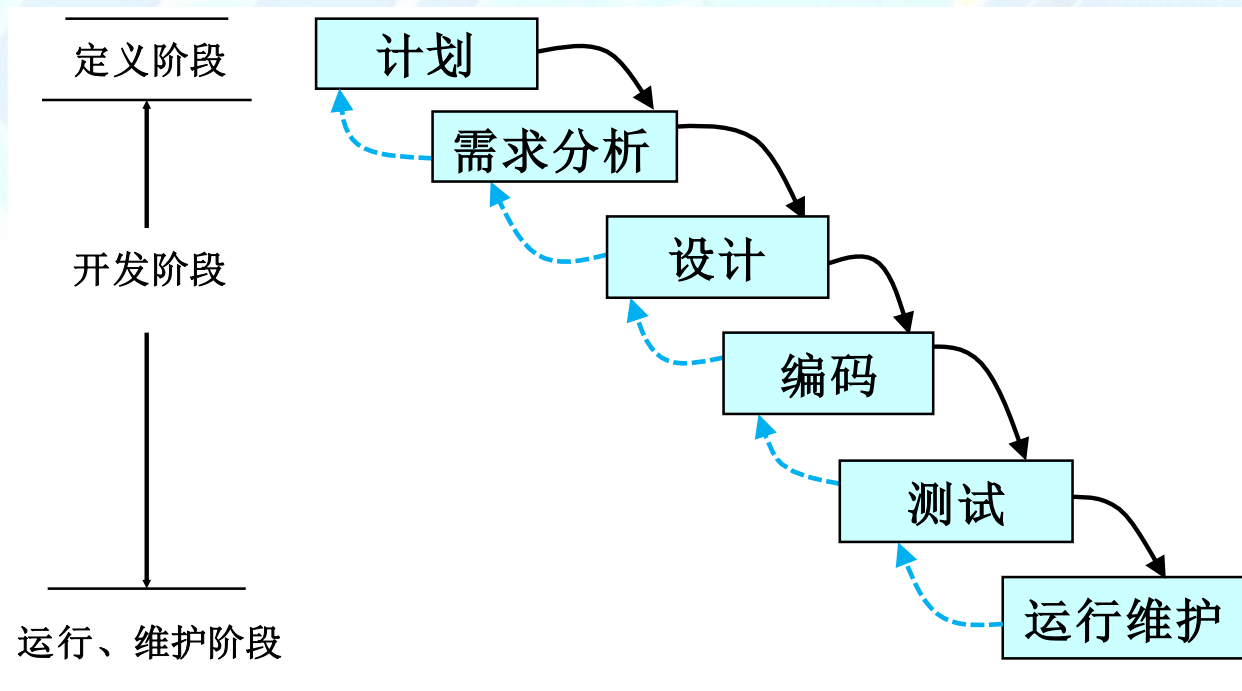 定义阶段
计划
需求分析
设计
开发阶段
编码
测试
运行维护
运行、维护阶段